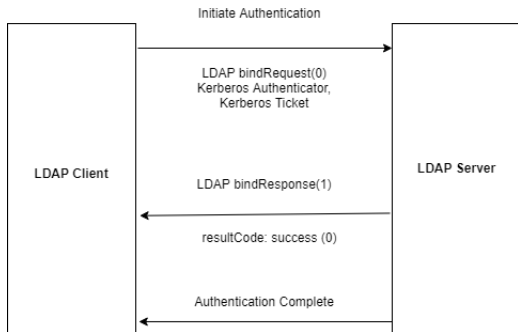 Initiate Authentication
LDAP bindRequest(0)
Kerberos Authenticator,
Kerberos Ticket
LDAP Client
LDAP Server
LDAP bindResponse(1)
resultCode: success (0)
Authentication Complete